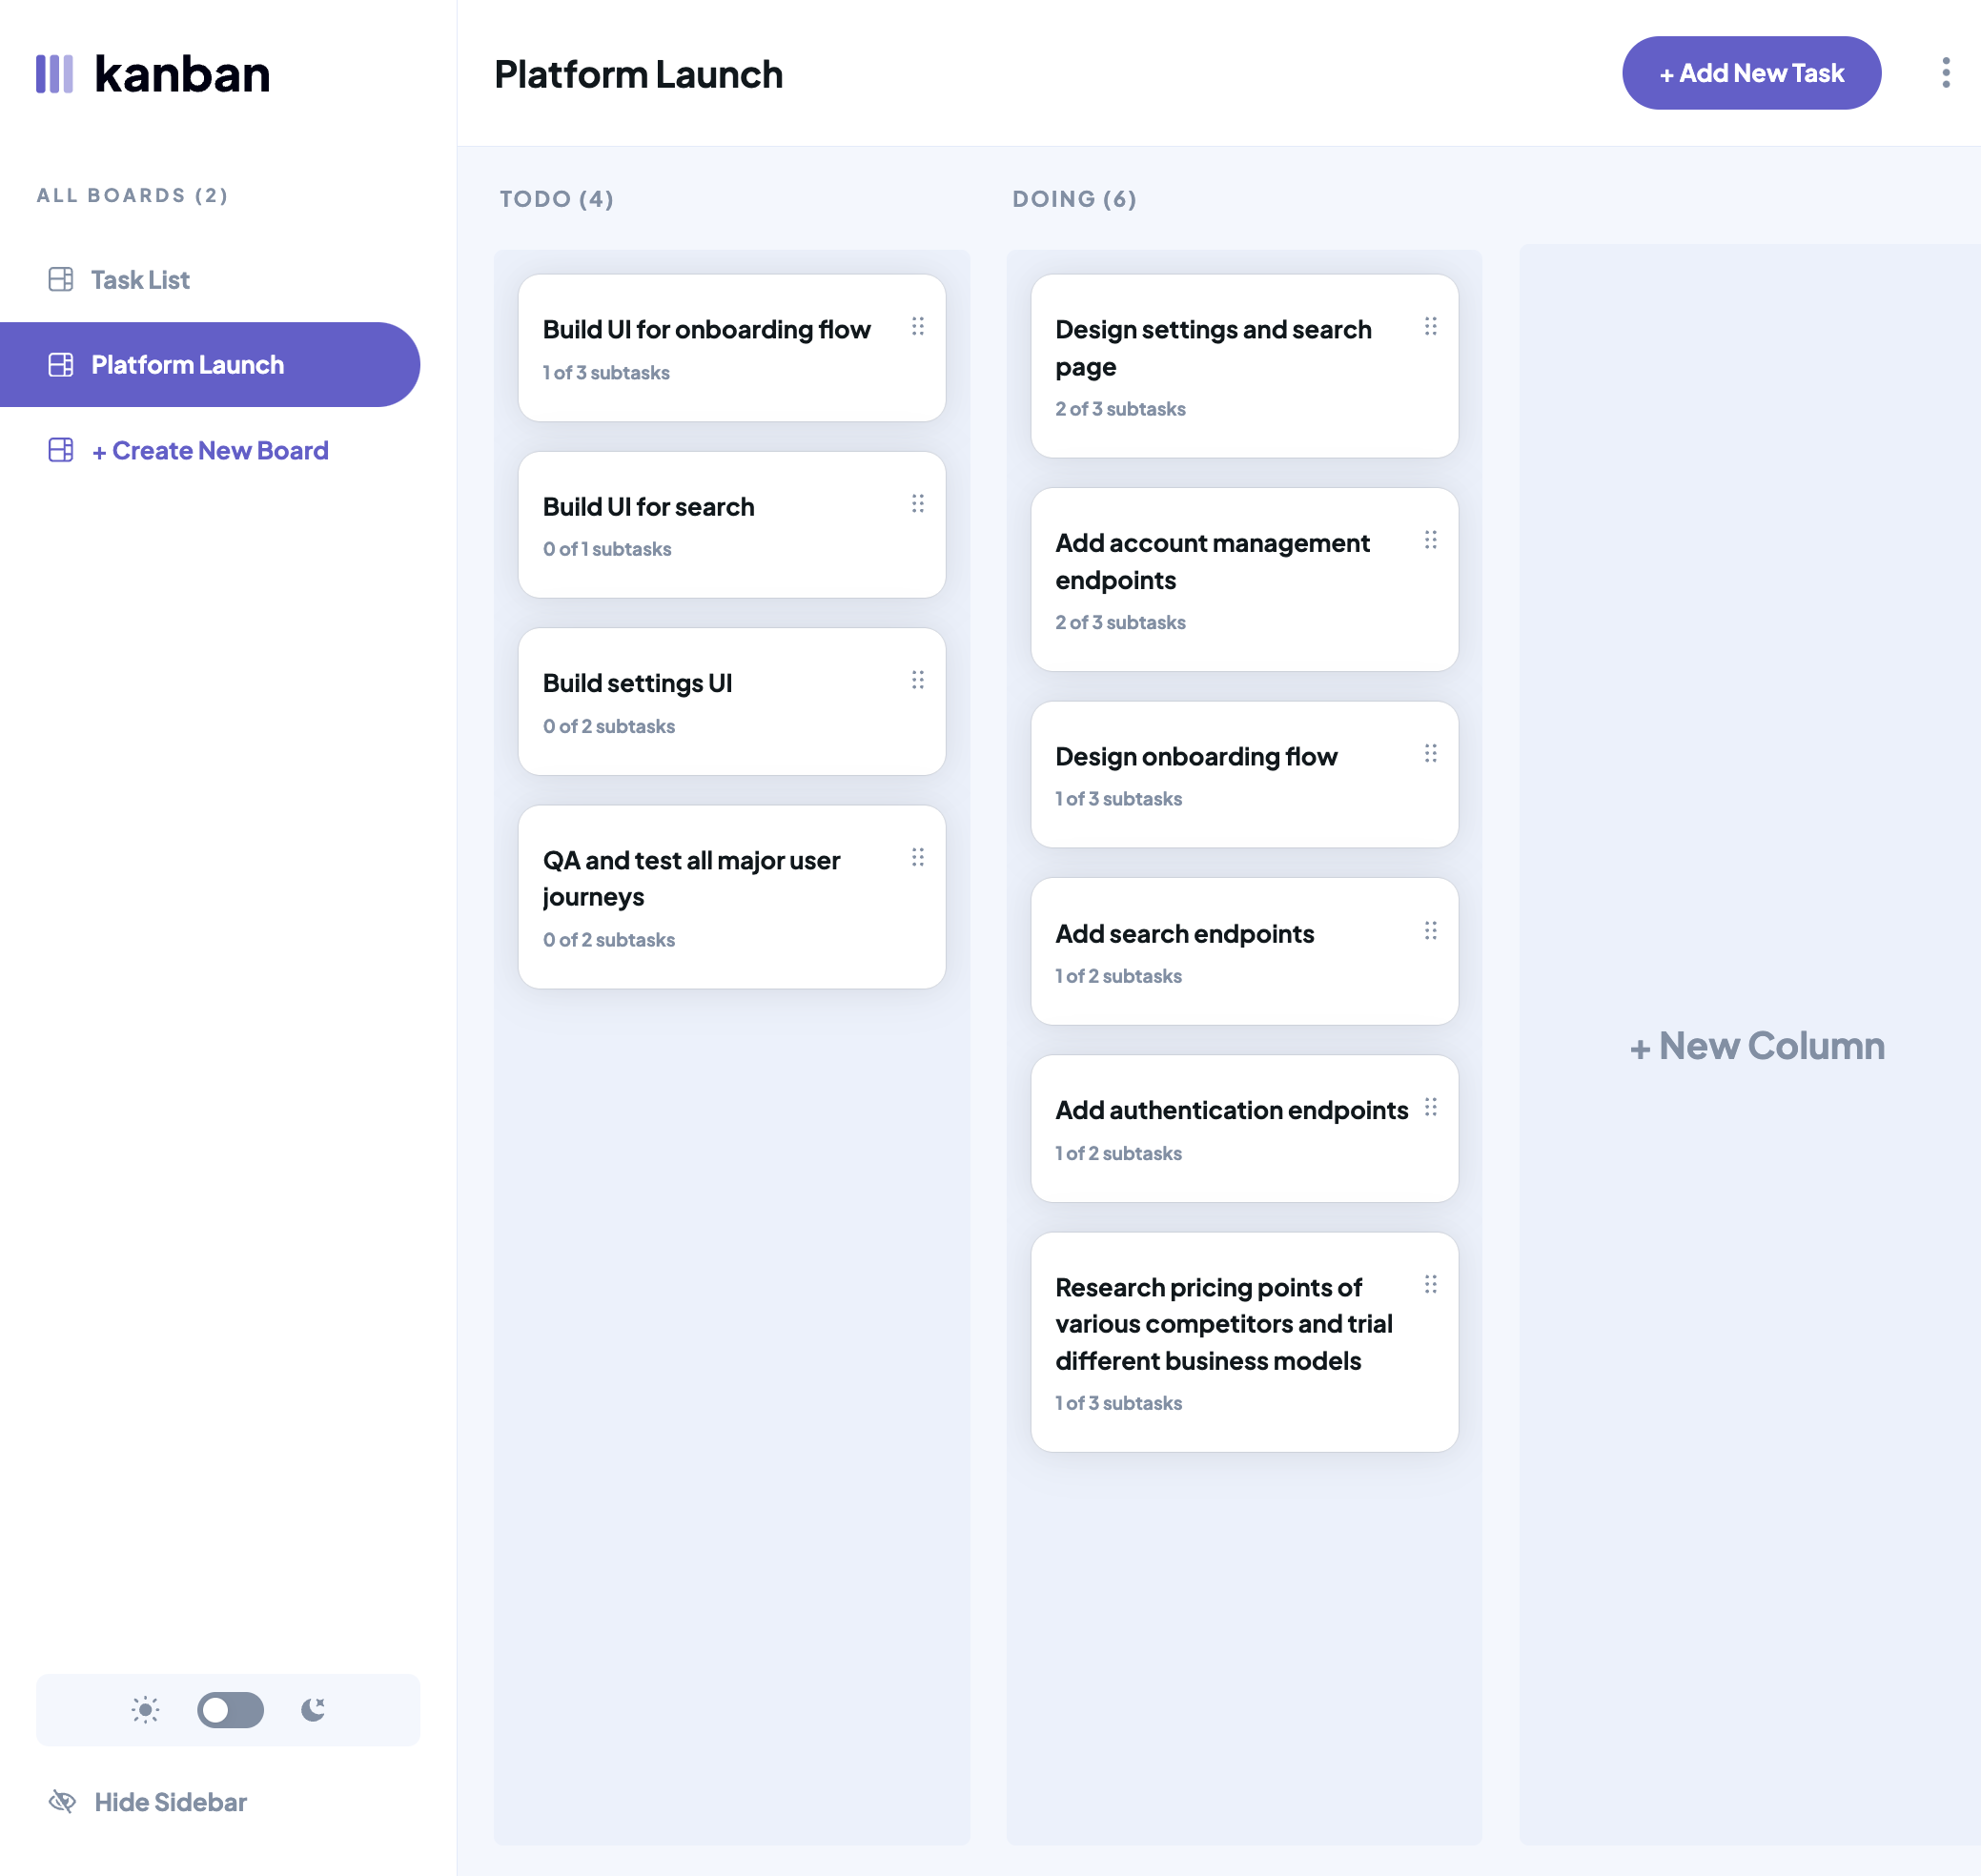 kanban
ALL BOARDS (2)
Task List
Platform Launch
+ Create New Board
Hide Sidebar
Platform Launch
+ Add New Task
TODO (4)
Build UI for onboarding flow
1 of 3 subtasks
Build UI for search
0 of 1 subtasks
Build settings UI
0 of 2 subtasks
QA and test all major user
journeys
0 of 2 subtasks
DOING (6)
Design settings and search
page
2 of 3 subtasks
Add account management
endpoints
2 of 3 subtasks
Design onboarding flow
1 of 3 subtasks
Add search endpoints
1 of 2 subtasks
Add authentication endpoints
1 of 2 subtasks
Research pricing points of
various competitors and trial
different business models
1 of 3 subtasks
+ New Column